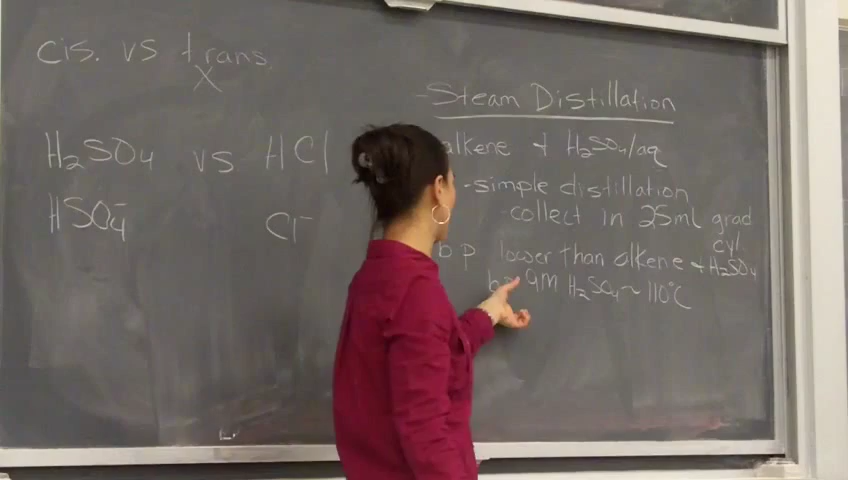 cis. vs trans
X
H₂SO₄ vs HCl
HSO₄⁻ Cl⁻
-Steam Distillation
alkene + H₂SO₄/aq
-simple distillation
-collect in 25ml grad
cyl.
bp lower than alkene + H₂SO₄
9M H₂SO₄ ~ 110°C